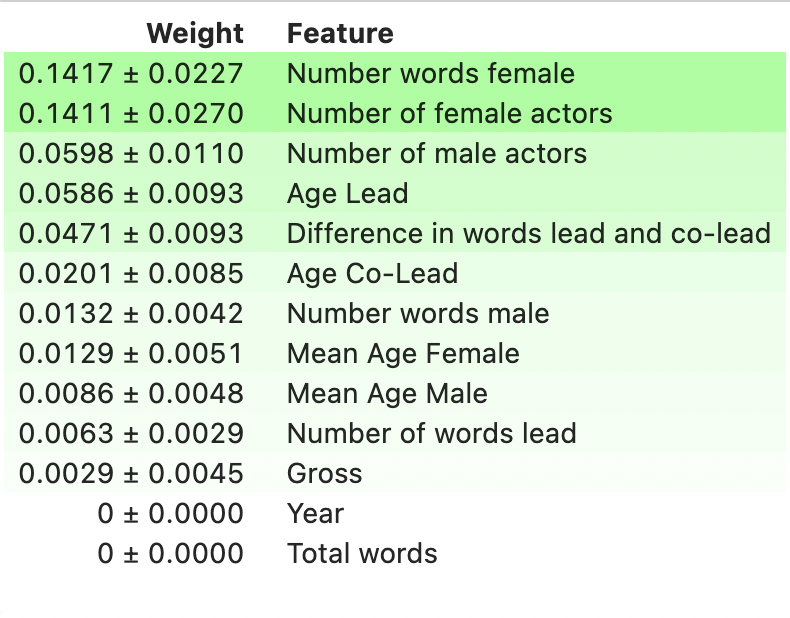 Weight Feature
0.1417 ± 0.0227 Number words female
0.1411 ± 0.0270 Number of female actors
0.0598 ± 0.0110 Number of male actors
0.0586 ± 0.0093 Age Lead
0.0471 ± 0.0093 Difference in words lead and co-lead
0.0201 ± 0.0085 Age Co-Lead
0.0132 ± 0.0042 Number words male
0.0129 ± 0.0051 Mean Age Female
0.0086 ± 0.0048 Mean Age Male
0.0063 ± 0.0029 Number of words lead
0.0029 ± 0.0045 Gross
0 ± 0.0000 Year
0 ± 0.0000 Total words